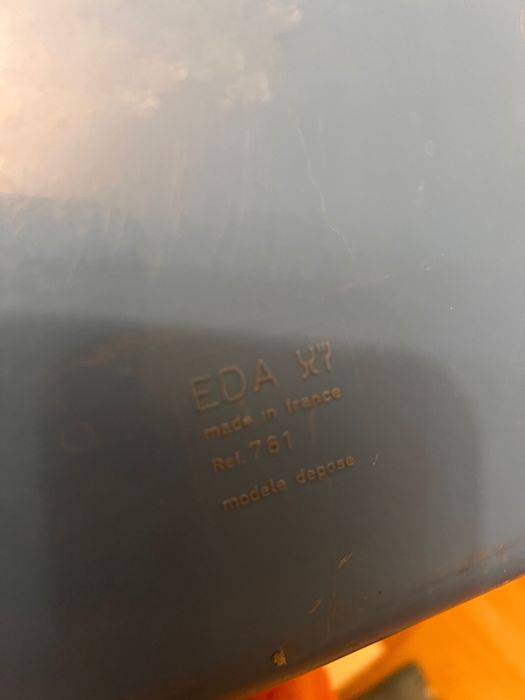 EDA
made in france
Ref. 761
modele depose